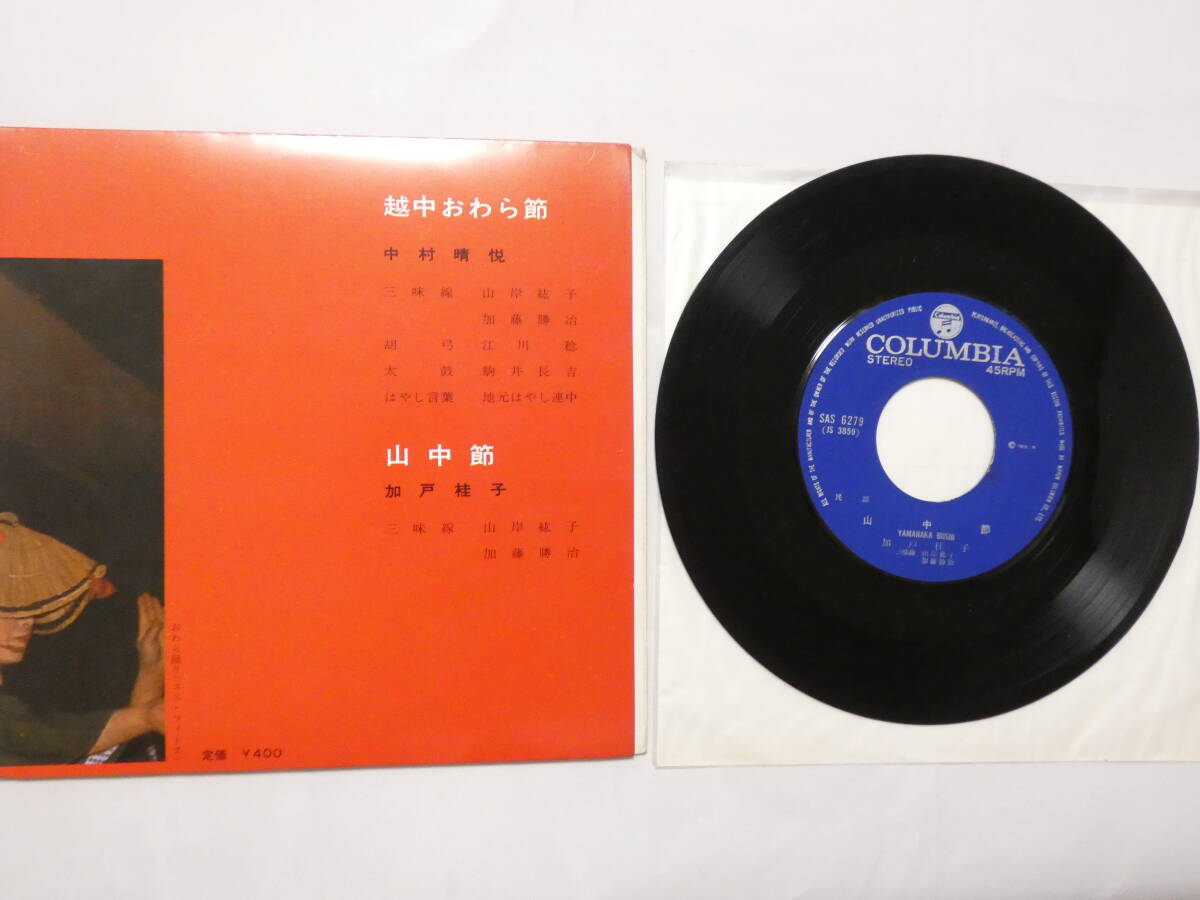 越中おわら節
中村晴悦
三味線 山岸紘子
加藤勝治
胡弓 江川稔
太鼓 駒井長吉
はやし言葉 地元はやし連中
山中節
加戸桂子
三味線 山岸紘子
加藤勝治
定価 ¥400
Columbia
COLUMBIA
STEREO
45RPM
SAS 6279
(JS 3859)
民謡
山中節
YAMANAKA BUSHI